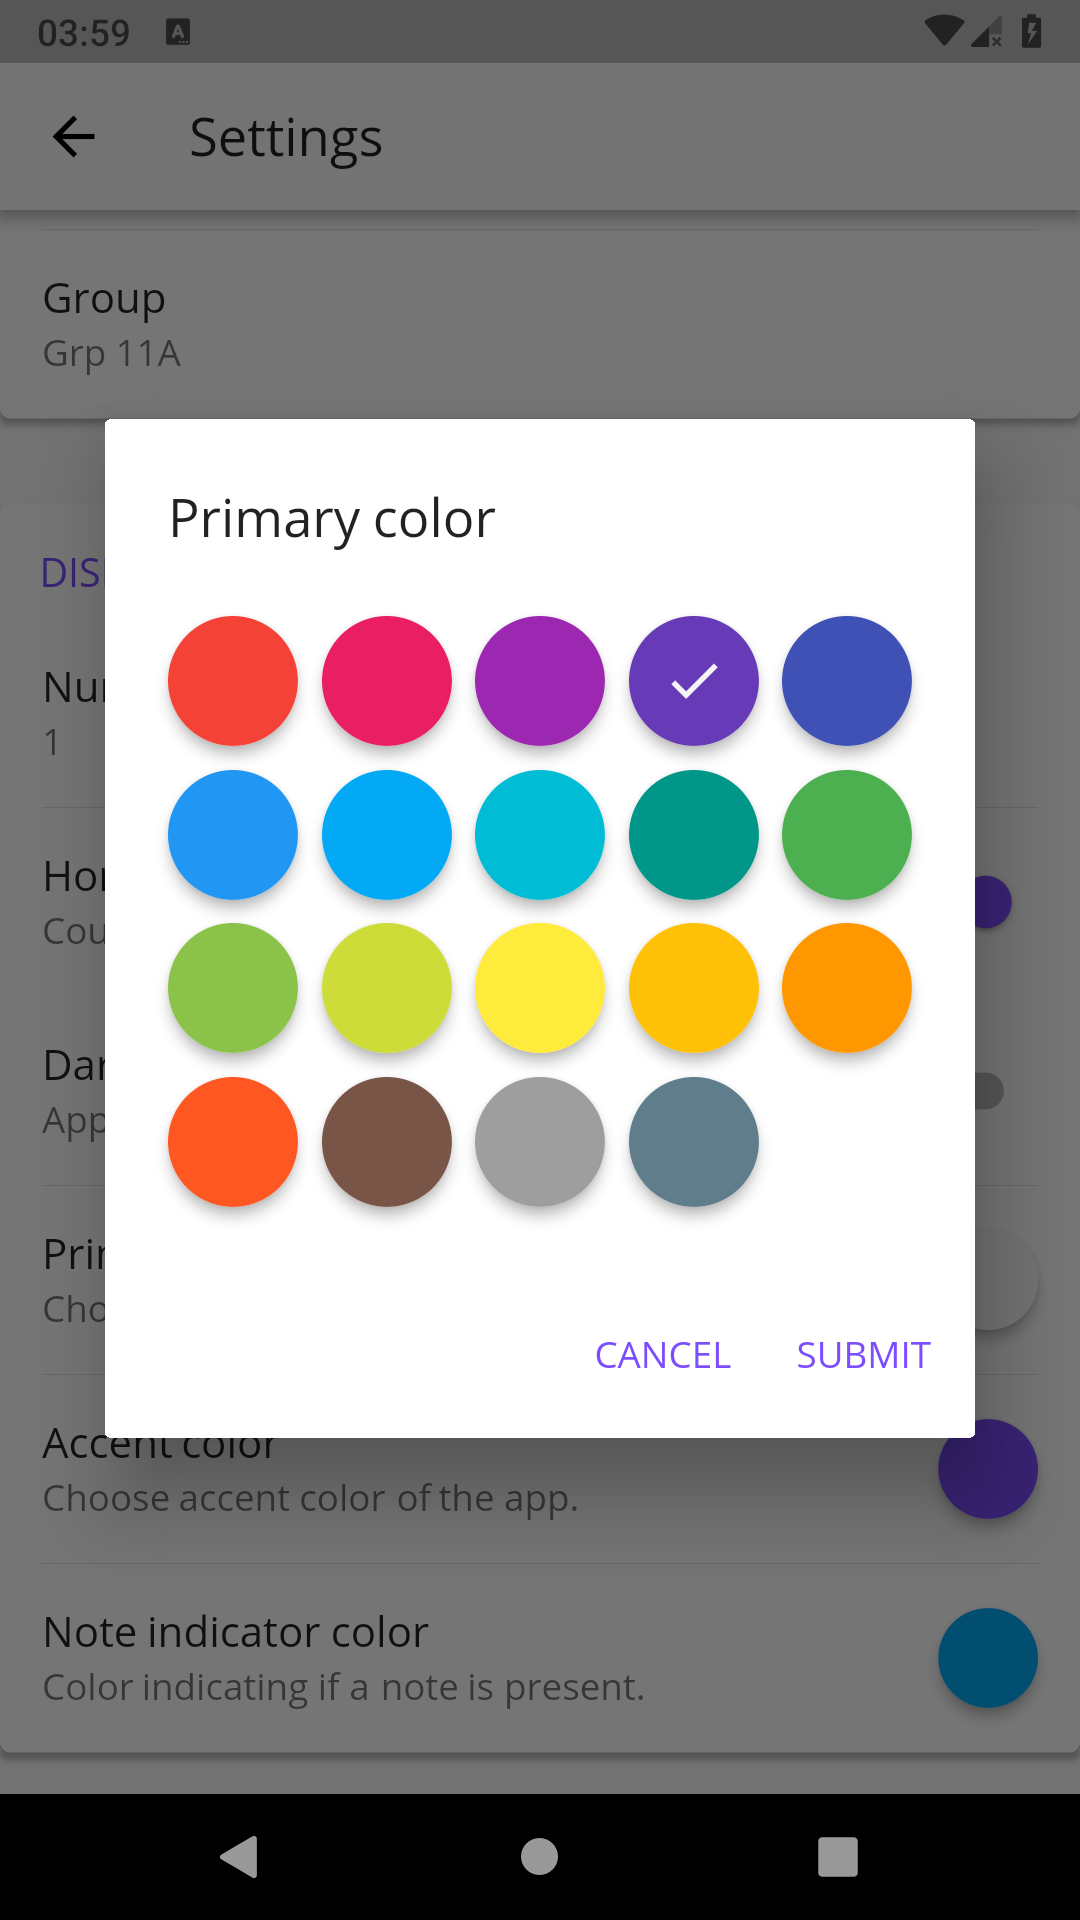 03:59
Settings
Group
Grp 11A
Primary color
DIS
Nu
1
Ho
Cou
Da
App
Pri
Cho
CANCEL SUBMIT
Accent color
Choose accent color of the app.
Note indicator color
Color indicating if a note is present.